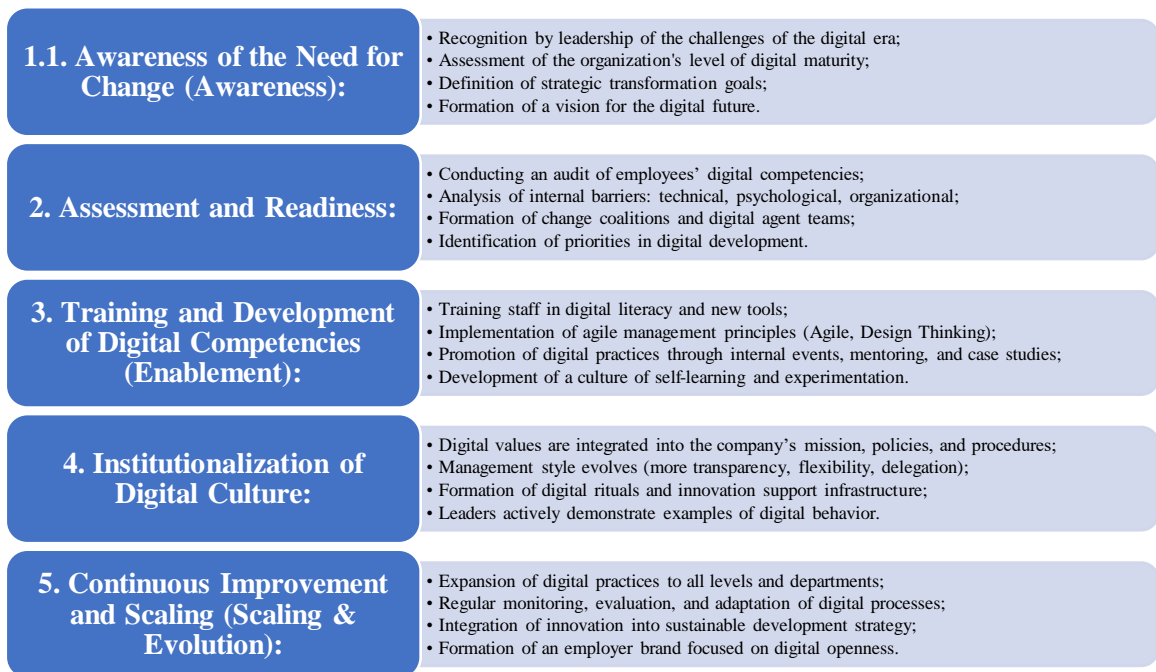 1.1. Awareness of the Need for
Change (Awareness):
• Recognition by leadership of the challenges of the digital era;
• Assessment of the organization's level of digital maturity;
• Definition of strategic transformation goals;
• Formation of a vision for the digital future.
2. Assessment and Readiness:
• Conducting an audit of employees’ digital competencies;
• Analysis of internal barriers: technical, psychological, organizational;
• Formation of change coalitions and digital agent teams;
• Identification of priorities in digital development.
3. Training and Development
of Digital Competencies
(Enablement):
• Training staff in digital literacy and new tools;
• Implementation of agile management principles (Agile, Design Thinking);
• Promotion of digital practices through internal events, mentoring, and case studies;
• Development of a culture of self-learning and experimentation.
4. Institutionalization of
Digital Culture:
• Digital values are integrated into the company’s mission, policies, and procedures;
• Management style evolves (more transparency, flexibility, delegation);
• Formation of digital rituals and innovation support infrastructure;
• Leaders actively demonstrate examples of digital behavior.
5. Continuous Improvement
and Scaling (Scaling &
Evolution):
• Expansion of digital practices to all levels and departments;
• Regular monitoring, evaluation, and adaptation of digital processes;
• Integration of innovation into sustainable development strategy;
• Formation of an employer brand focused on digital openness.